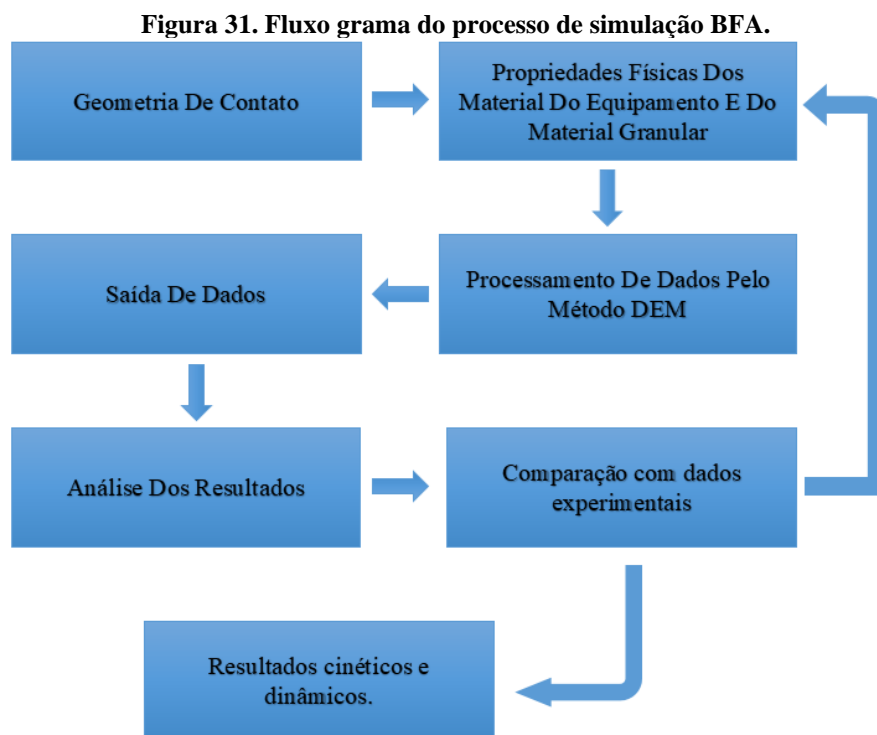 Figura 31. Fluxo grama do processo de simulação BFA.
Geometria De Contato
Propriedades Físicas Dos
Material Do Equipamento E Do
Material Granular
Saída De Dados
Processamento De Dados Pelo
Método DEM
Análise Dos Resultados
Comparação com dados
experimentais
Resultados cinéticos e
dinâmicos.